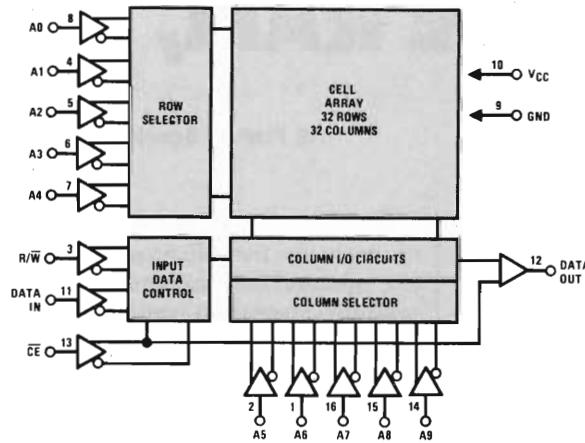 A0
8
A1
4
A2
5
A3
6
A4
7
ROW
SELECTOR
CELL
ARRAY
32 ROWS
32 COLUMNS
10
VCC
9
GND
R/W̅
3
DATA
IN
11
C̅E̅
13
INPUT
DATA
CONTROL
COLUMN I/O CIRCUITS
COLUMN SELECTOR
12
DATA
OUT
2
1
16
15
14
A5
A6
A7
A8
A9